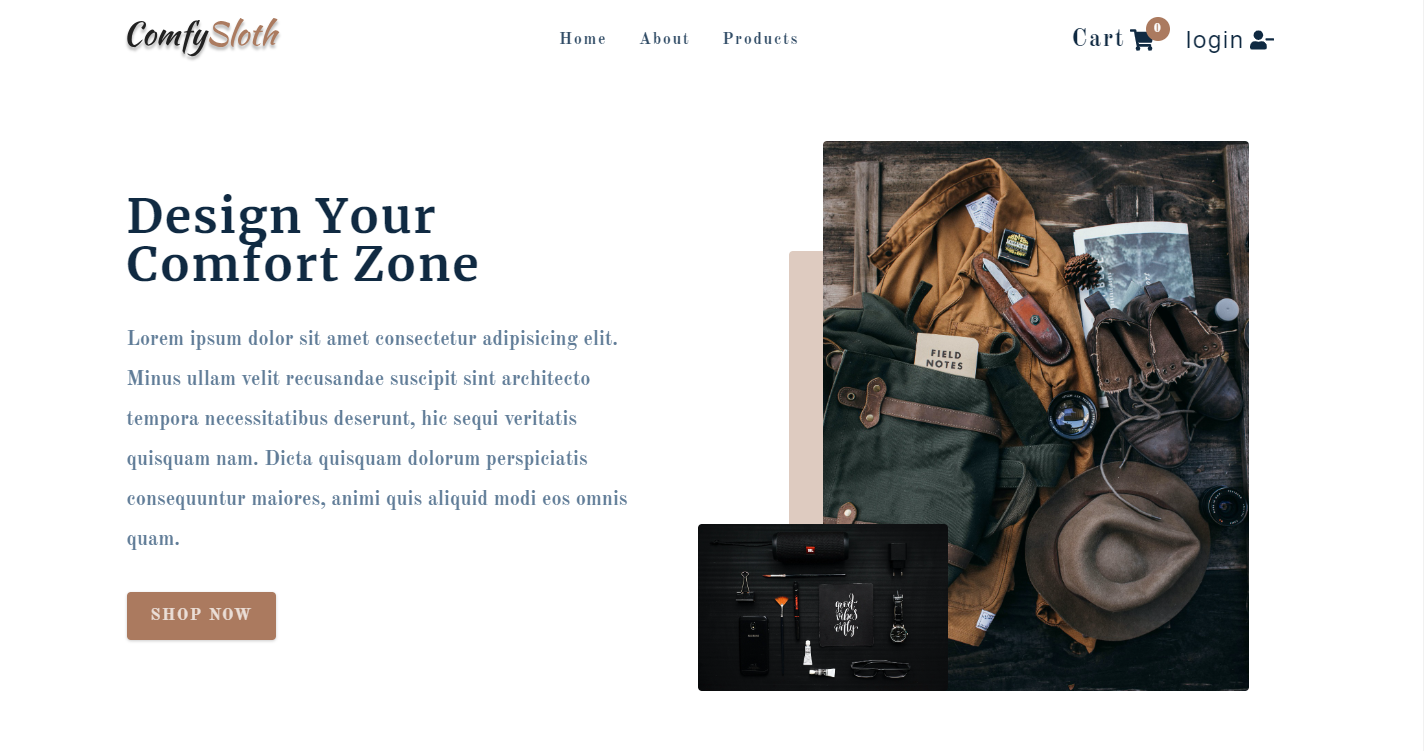 ComfySloth
Home About Products
Cart 0 login
Design Your
Comfort Zone
Lorem ipsum dolor sit amet consectetur adipisicing elit.
Minus ullam velit recusandae suscipit sint architecto
tempora necessitatibus deserunt, hic sequi veritatis
quisquam nam. Dicta quisquam dolorum perspiciatis
consequuntur maiores, animi quis aliquid modi eos omnis
quam.
SHOP NOW
FIELD
NOTES
JBL
good
vibes
only